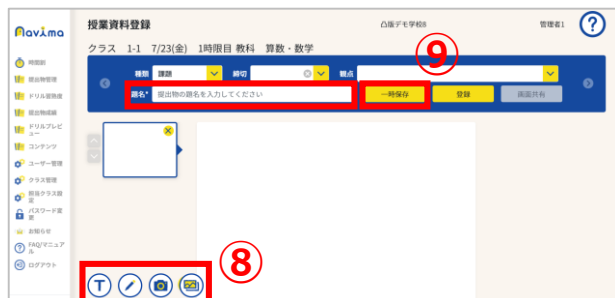 navima
授業資料登録
凸版デモ学校8
管理者1
?
クラス 1-1 7/23(金) 1時限目 教科 算数・数学
⑨
種類 課題
締切
観点
題名* 提出物の題名を入力してください
一時保存
登録
画面共有
時間割
提出物管理
ドリル習熟度
提出物成績
ドリルプレビュー
コンテンツ
ユーザー管理
クラス管理
担当クラス設定
パスワード変更
お知らせ
FAQ/マニュアル
ログアウト
⑧
T